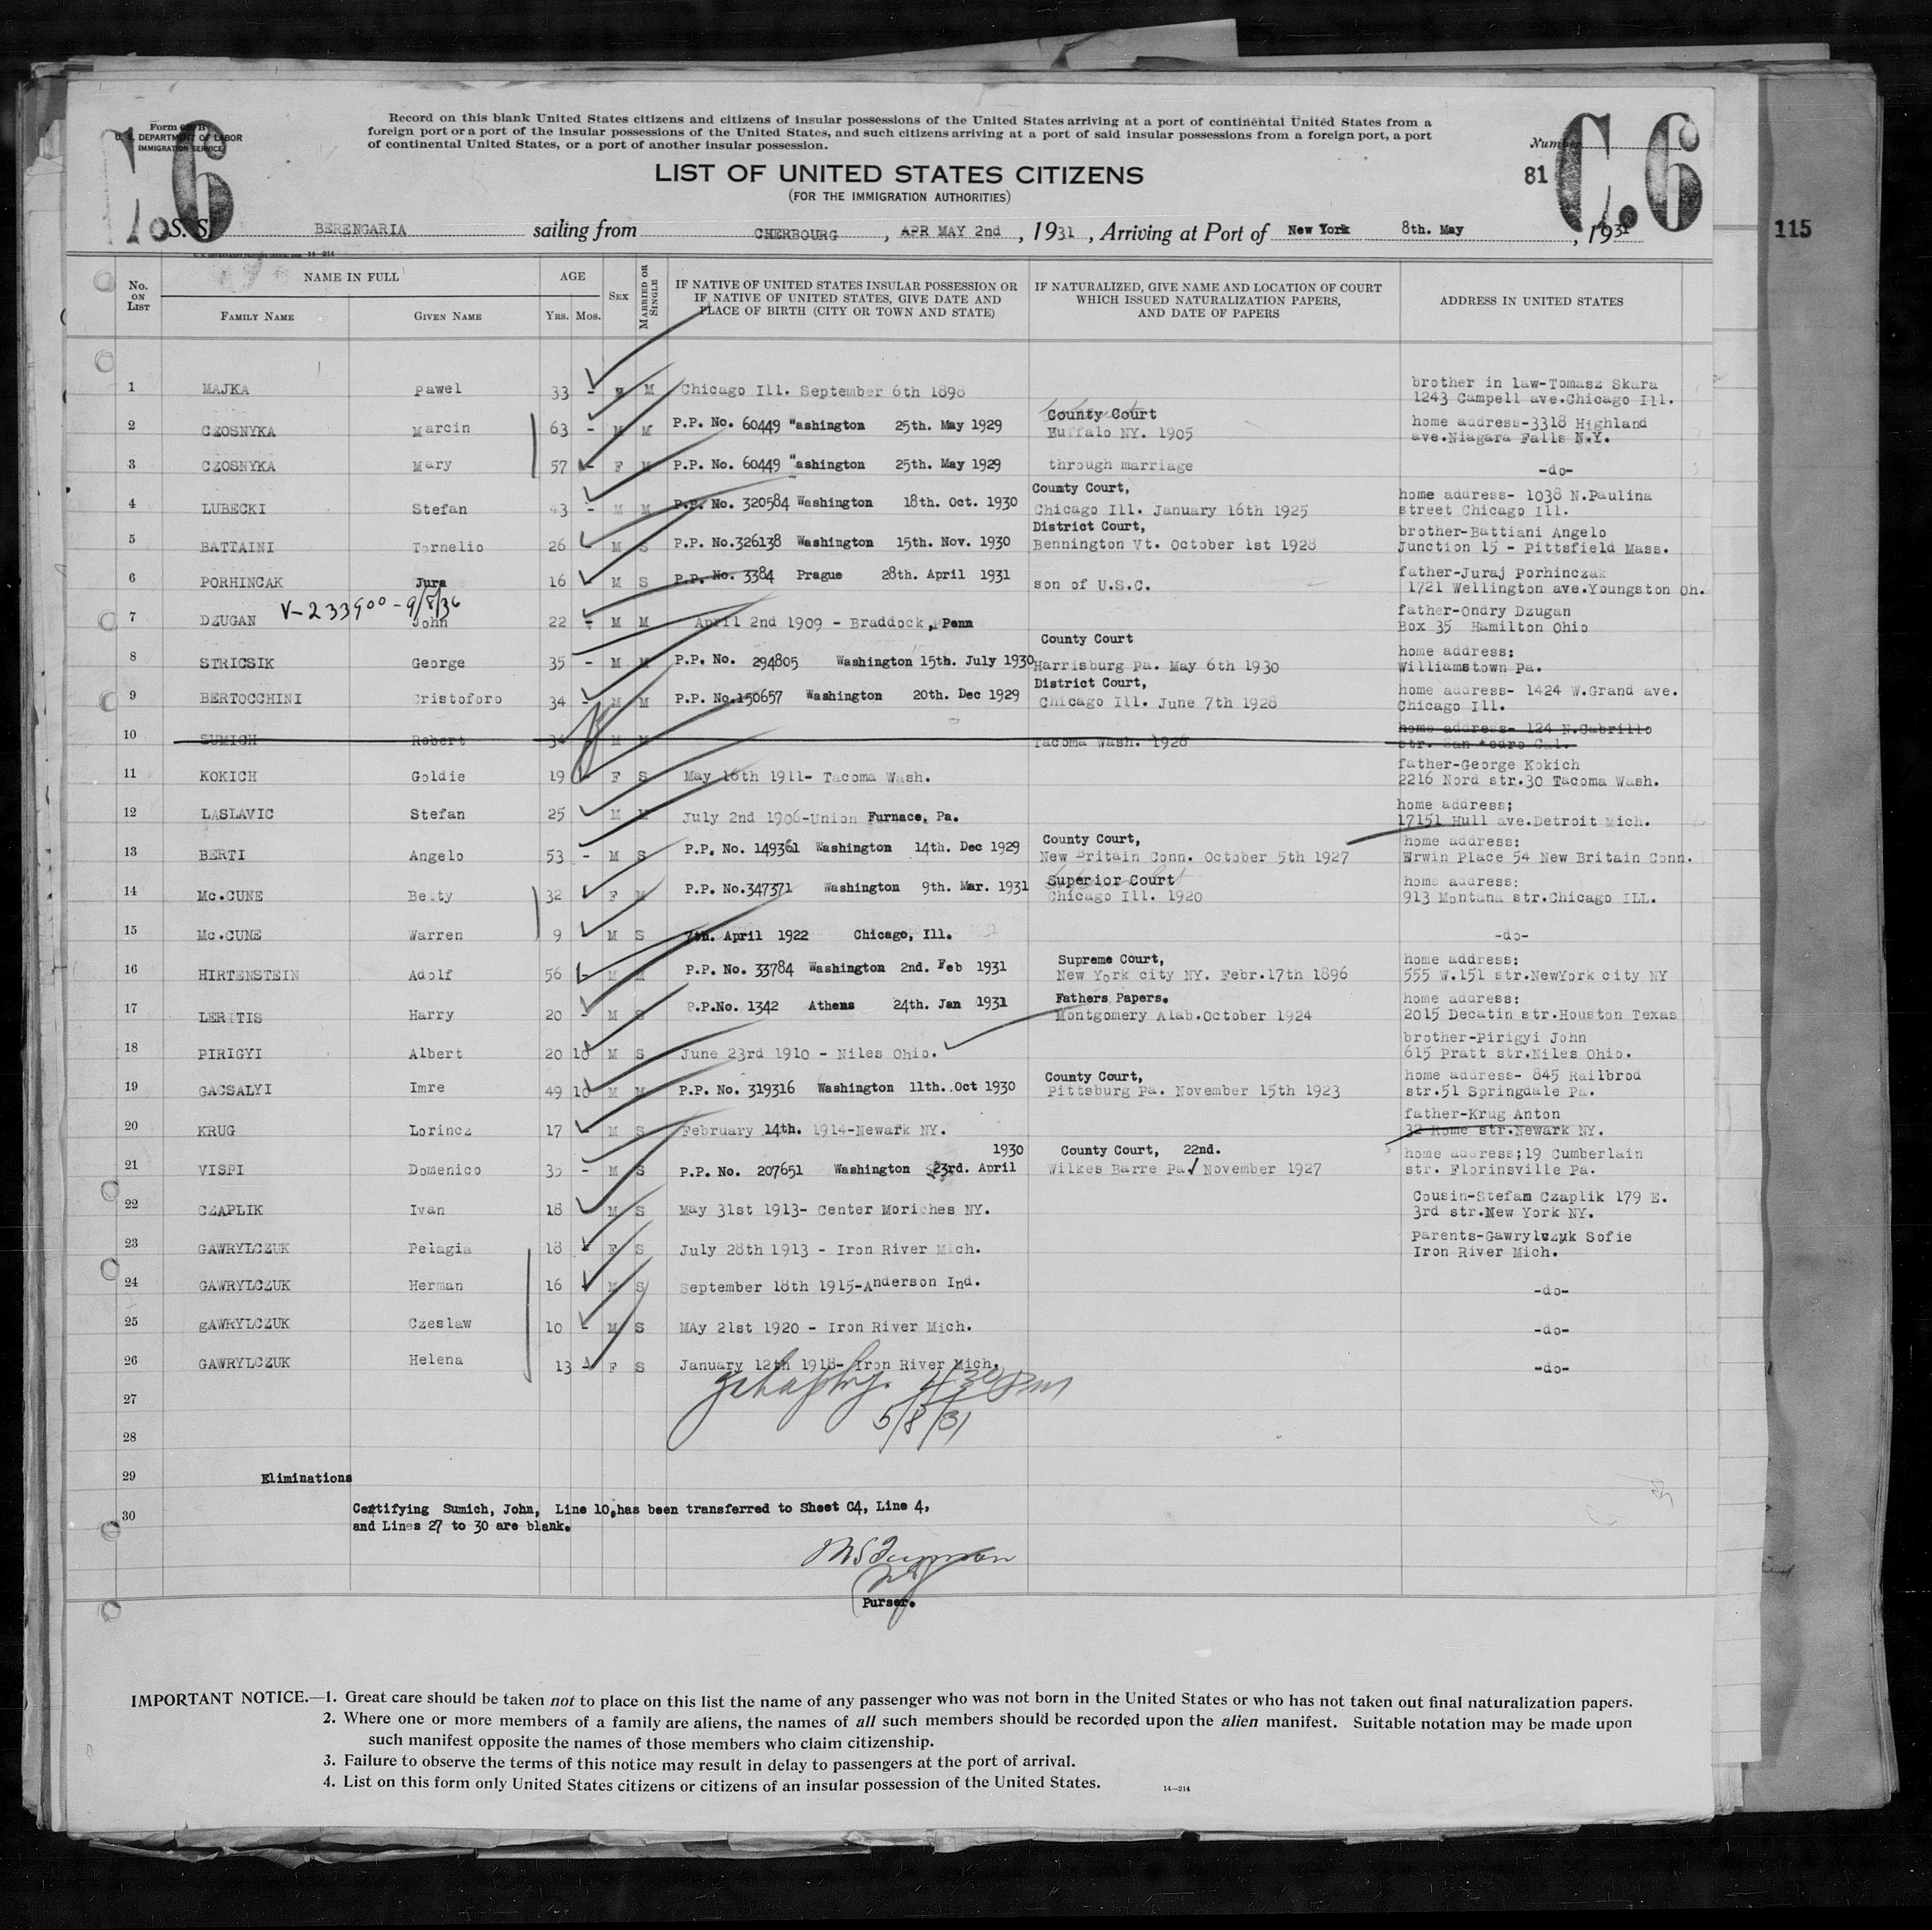 Form 630 B
U. S. DEPARTMENT OF LABOR
IMMIGRATION SERVICE
Record on this blank United States citizens and citizens of insular possessions of the United States arriving at a port of continental United States from a
foreign port or a port of the insular possessions of the United States, and such citizens arriving at a port of said insular possessions from a foreign port, a port
of continental United States, or a port of another insular possession.
Number
C.6
81
LIST OF UNITED STATES CITIZENS
(FOR THE IMMIGRATION AUTHORITIES)
115
S. S. BERENGARIA sailing from CHERBOURG, APR MAY 2nd, 1931, Arriving at Port of New York 8th. May, 1931
No. ON LIST NAME IN FULL AGE SEX MARRIED OR SINGLE IF NATIVE OF UNITED STATES INSULAR POSSESSION OR IF NATIVE OF UNITED STATES, GIVE DATE AND PLACE OF BIRTH (CITY OR TOWN AND STATE) IF NATURALIZED, GIVE NAME AND LOCATION OF COURT WHICH ISSUED NATURALIZATION PAPERS, AND DATE OF PAPERS ADDRESS IN UNITED STATES
FAMILY NAME GIVEN NAME YRS. MOS.
1 MAJKA Pawel 33 - M M Chicago Ill. September 6th 1898 brother in law-Tomasz Skara
1243 Campell ave.Chicago Ill.
2 CZOSNYKA Marcin 63 - M M P.P. No. 60449 Washington 25th. May 1929 County Court
Buffalo NY. 1905 home address-3318 Highland
ave.Niagara Falls N.Y.
3 CZOSNYKA Mary 57 - F M P.P. No. 60449 Washington 25th. May 1929 through marriage -do-
4 LUBECKI Stefan 43 - M M P.P. No. 320584 Washington 18th. Oct. 1930 County Court,
Chicago Ill. January 16th 1925 home address- 1038 N.Paulina
street Chicago Ill.
5 BATTAINI Tornelio 26 - M S P.P. No.326138 Washington 15th. Nov. 1930 District Court,
Bennington Vt. October 1st 1928 brother-Battiani Angelo
Junction 15 - Pittsfield Mass.
6 PORHINCAK Jura 16 - M S P.P. No. 3384 Prague 28th. April 1931 son of U.S.C. father-Juraj Porhinczak
1721 Wellington ave.Youngston Oh.
V-233900 - 9/8/36
7 DZUGAN John 22 - M M April 2nd 1909 - Braddock, Penn father-Ondry Dzugan
Box 35 Hamilton Ohio
8 STRICSIK George 35 - M M P.P. No. 294805 Washington 15th. July 1930 County Court
Harrisburg Pa. May 6th 1930 home address:
Williamstown Pa.
9 BERTOCCHINI Cristoforo 34 - M M P.P. No.150657 Washington 20th. Dec 1929 District Court,
Chicago Ill. June 7th 1928 home address- 1424 W.Grand ave.
Chicago Ill.
10 SUMICH Robert 34 M M Tacoma Wash. 1926 home address- 124 N.Cabrillo
str. San Pedro Cal.
11 KOKICH Goldie 19 - F S May 16th 1911- Tacoma Wash. father-George Kokich
2216 Nord str.30 Tacoma Wash.
12 LASLAVIC Stefan 25 M M July 2nd 1906-Union Furnace, Pa. home address;
17151 Hull ave.Detroit Mich.
13 BERTI Angelo 53 - M S P.P. No. 149361 Washington 14th. Dec 1929 County Court,
New Britain Conn. October 5th 1927 home address:
Erwin Place 54 New Britain Conn.
14 Mc.CUNE Betty 32 F M P.P. No.347371 Washington 9th. Mar. 1931 Superior Court
Chicago Ill. 1920 home address:
913 Montana str.Chicago ILL.
15 Mc.CUNE Warren 9 M S 7th. April 1922 Chicago, Ill. -do-
16 HIRTENSTEIN Adolf 56 - M M P.P. No. 33784 Washington 2nd. Feb 1931 Supreme Court,
New York city NY. Febr.17th 1896 home address:
555 W.151 str.NewYork city NY
17 LERITIS Harry 20 - M S P.P.No. 1342 Athens 24th. Jan 1931 Fathers Papers.
Montgomery Alab.October 1924 home address:
2015 Decatin str.Houston Texas
18 PIRIGYI Albert 20 10 M S June 23rd 1910 - Niles Ohio. brother-Pirigyi John
615 Pratt str.Niles Ohio.
19 GACSALYI Imre 49 10 M M P.P. No. 319316 Washington 11th. Oct 1930 County Court,
Pittsburg Pa. November 15th 1923 home address- 845 Railbrod
str.51 Springdale Pa.
20 KRUG Lorincz 17 - M S February 14th. 1914-Newark NY. father-Krug Anton
32 Rome str.Newark NY.
21 VISPI Domenico 35 - M S P.P. No. 207651 Washington 23rd. April 1930 County Court, 22nd.
Wilkes Barre Pa. November 1927 home address;19 Cumberlain
str. Florinsville Pa.
22 CZAPLIK Ivan 18 M S May 31st 1913- Center Moriches NY. Cousin-Stefan Czaplik 179 E.
3rd str.New York NY.
23 GAWRYLCZUK Pelagia 18 - F S July 28th 1913 - Iron River Mich. Parents-Gawrylczuk Sofie
Iron River Mich.
24 GAWRYLCZUK Herman 16 - M S September 18th 1915-Anderson Ind. -do-
25 gAWRYLCZUK Czeslaw 10 - M S MAy 21st 1920 - Iron River Mich. -do-
26 GAWRYLCZUK Helena 13 F S January 12th 1918- Iron River Mich. -do-
27
4 30 PM
5/8/31
28
29 Eliminations
30 Certifying Sumich, John, Line 10,has been transferred to Sheet C4, Line 4,
and Lines 27 to 30 are blank.
Purser.
IMPORTANT NOTICE.—1. Great care should be taken not to place on this list the name of any passenger who was not born in the United States or who has not taken out final naturalization papers.
2. Where one or more members of a family are aliens, the names of all such members should be recorded upon the alien manifest. Suitable notation may be made upon
such manifest opposite the names of those members who claim citizenship.
3. Failure to observe the terms of this notice may result in delay to passengers at the port of arrival.
4. List on this form only United States citizens or citizens of an insular possession of the United States.
14—214